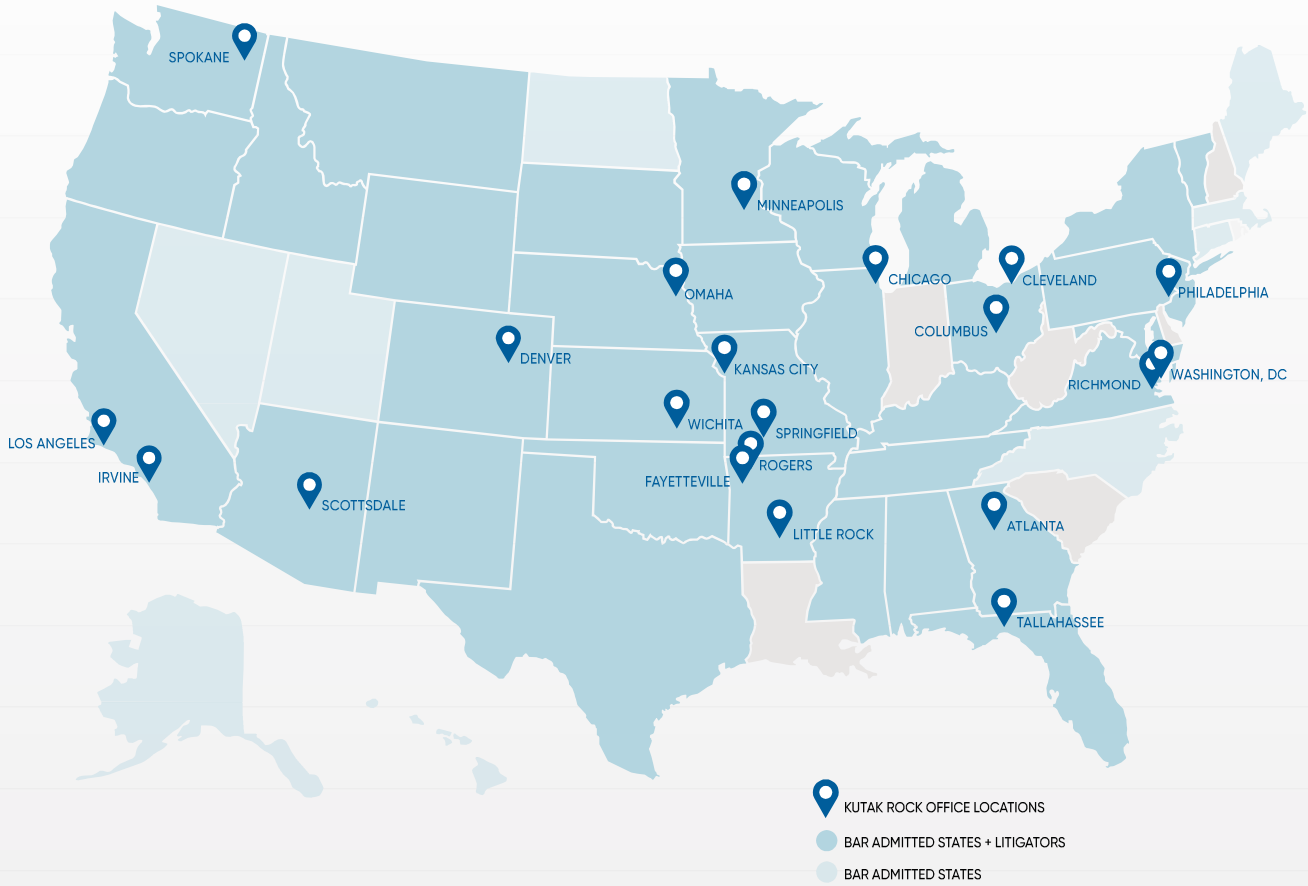 SPOKANE
MINNEAPOLIS
CHICAGO
CLEVELAND
OMAHA
PHILADELPHIA
COLUMBUS
DENVER
KANSAS CITY
WASHINGTON, DC
RICHMOND
WICHITA
SPRINGFIELD
LOS ANGELES
ROGERS
IRVINE
FAYETTEVILLE
SCOTTSDALE
ATLANTA
LITTLE ROCK
TALLAHASSEE
KUTAK ROCK OFFICE LOCATIONS
BAR ADMITTED STATES + LITIGATORS
BAR ADMITTED STATES